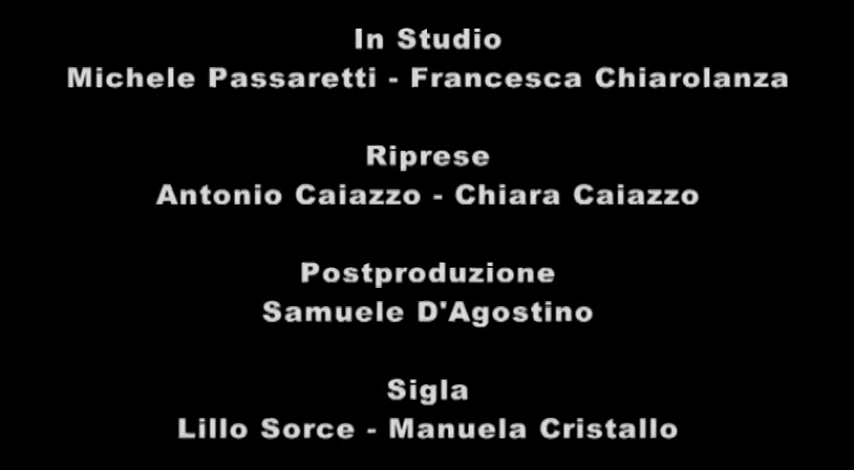 In Studio
Michele Passaretti - Francesca Chiarolanza
Riprese
Antonio Caiazzo - Chiara Caiazzo
Postproduzione
Samuele D'Agostino
Sigla
Lillo Sorce - Manuela Cristallo